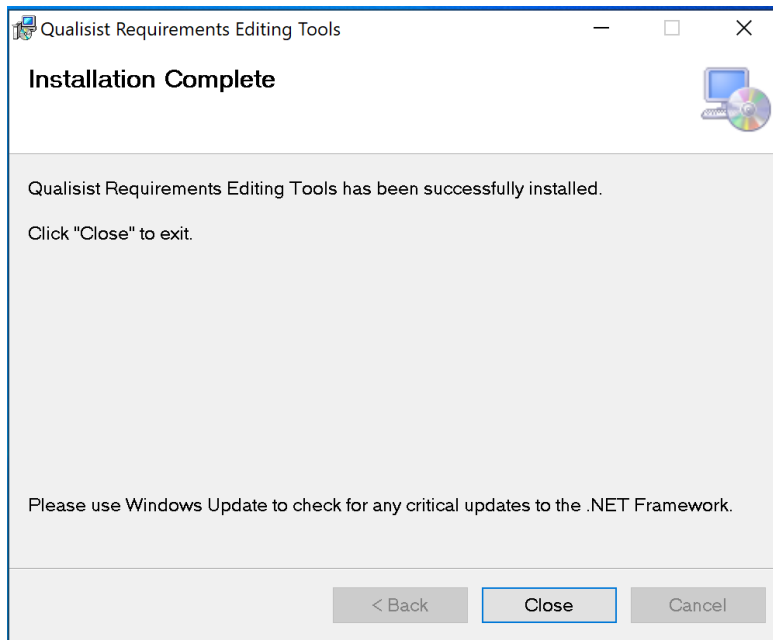 Qualisist Requirements Editing Tools
Installation Complete
Qualisist Requirements Editing Tools has been successfully installed.
Click "Close" to exit.
Please use Windows Update to check for any critical updates to the .NET Framework.
< Back
Close
Cancel